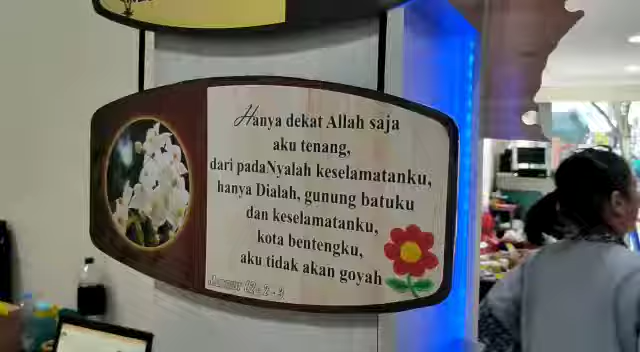 Hanya dekat Allah saja
aku tenang,
dari padaNyalah keselamatanku,
hanya Dialah, gunung batuku
dan keselamatanku,
kota bentengku,
aku tidak akan goyah